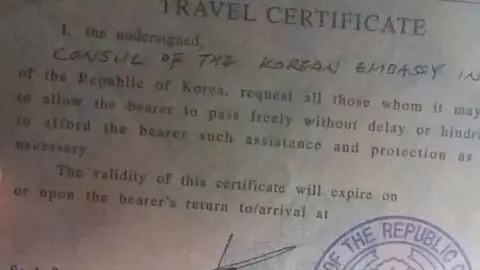 TRAVEL CERTIFICATE
I, the undersigned,
CONSUL OF THE KOREAN EMBASSY IN
of the Republic of Korea, request all those whom it may
to allow the bearer to pass freely without delay or hindr
to afford the bearer such assistance and protection as
necessary.
The validity of this certificate will expire on
or upon the bearer's return to/arrival at
OF THE REPUBLIC